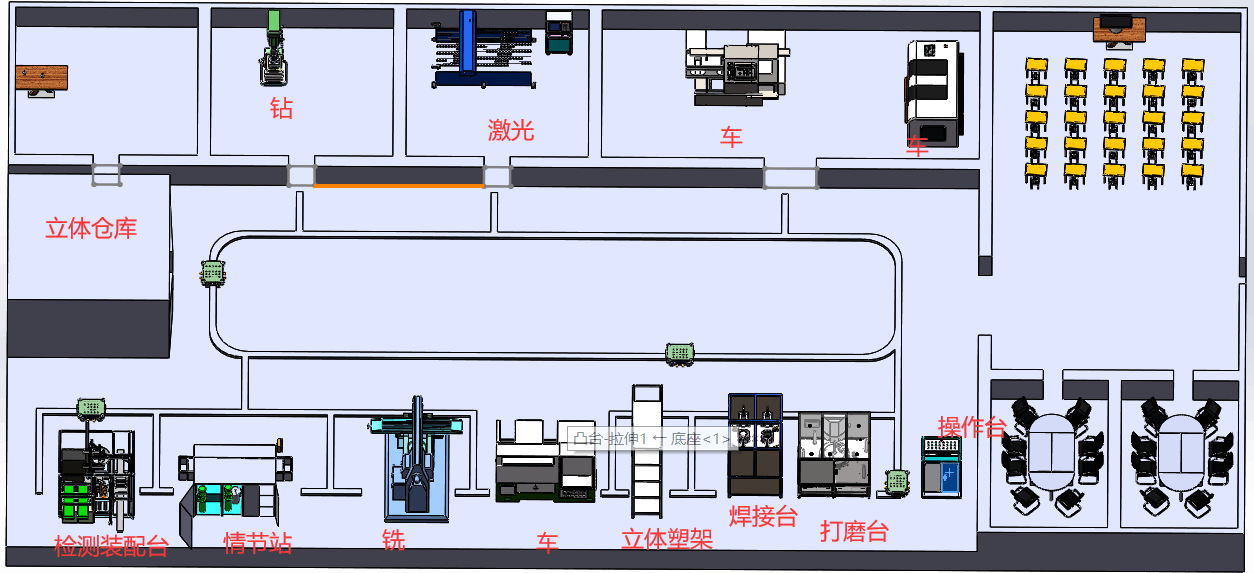 钻
激光
车
车
立体仓库
操作台
凸台-拉伸1 ← 底座<1>
检测装配台
情节站
铣
车
立体塑架
焊接台
打磨台